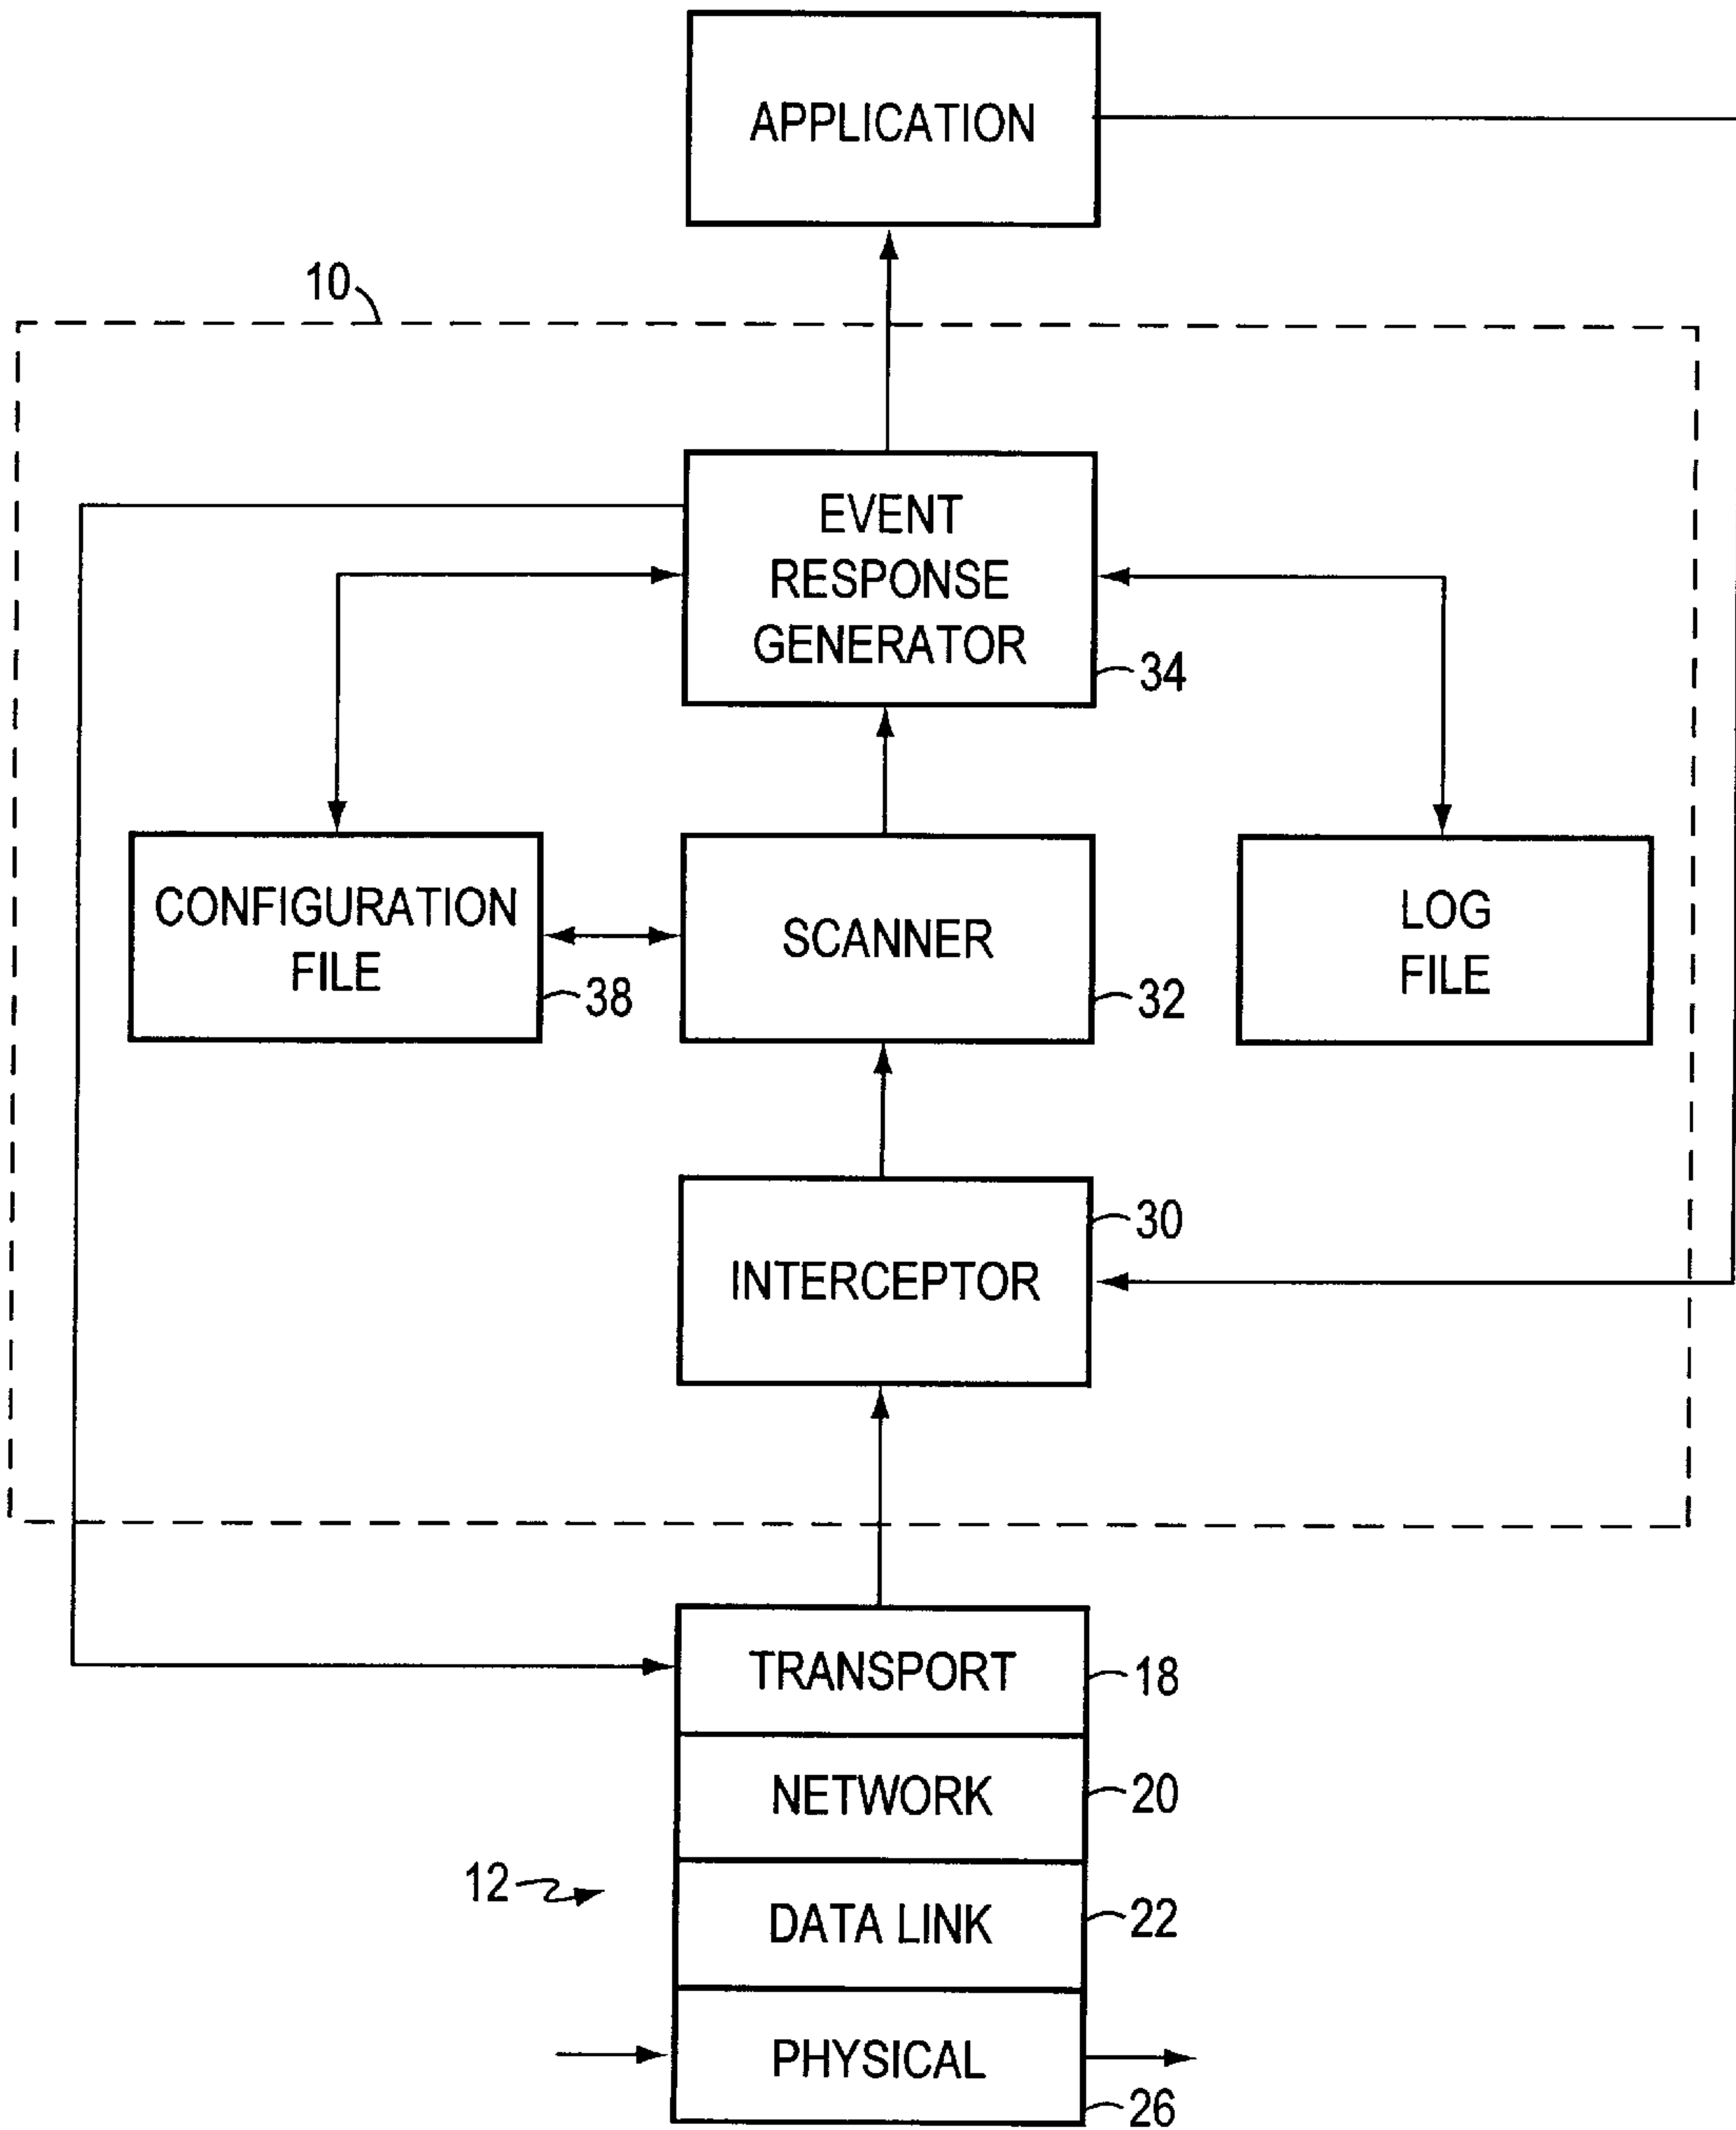 APPLICATION
10
EVENT
RESPONSE
GENERATOR
34
CONFIGURATION
FILE
38
SCANNER
32
LOG
FILE
30
INTERCEPTOR
TRANSPORT
18
NETWORK
20
12
DATA LINK
22
PHYSICAL
26